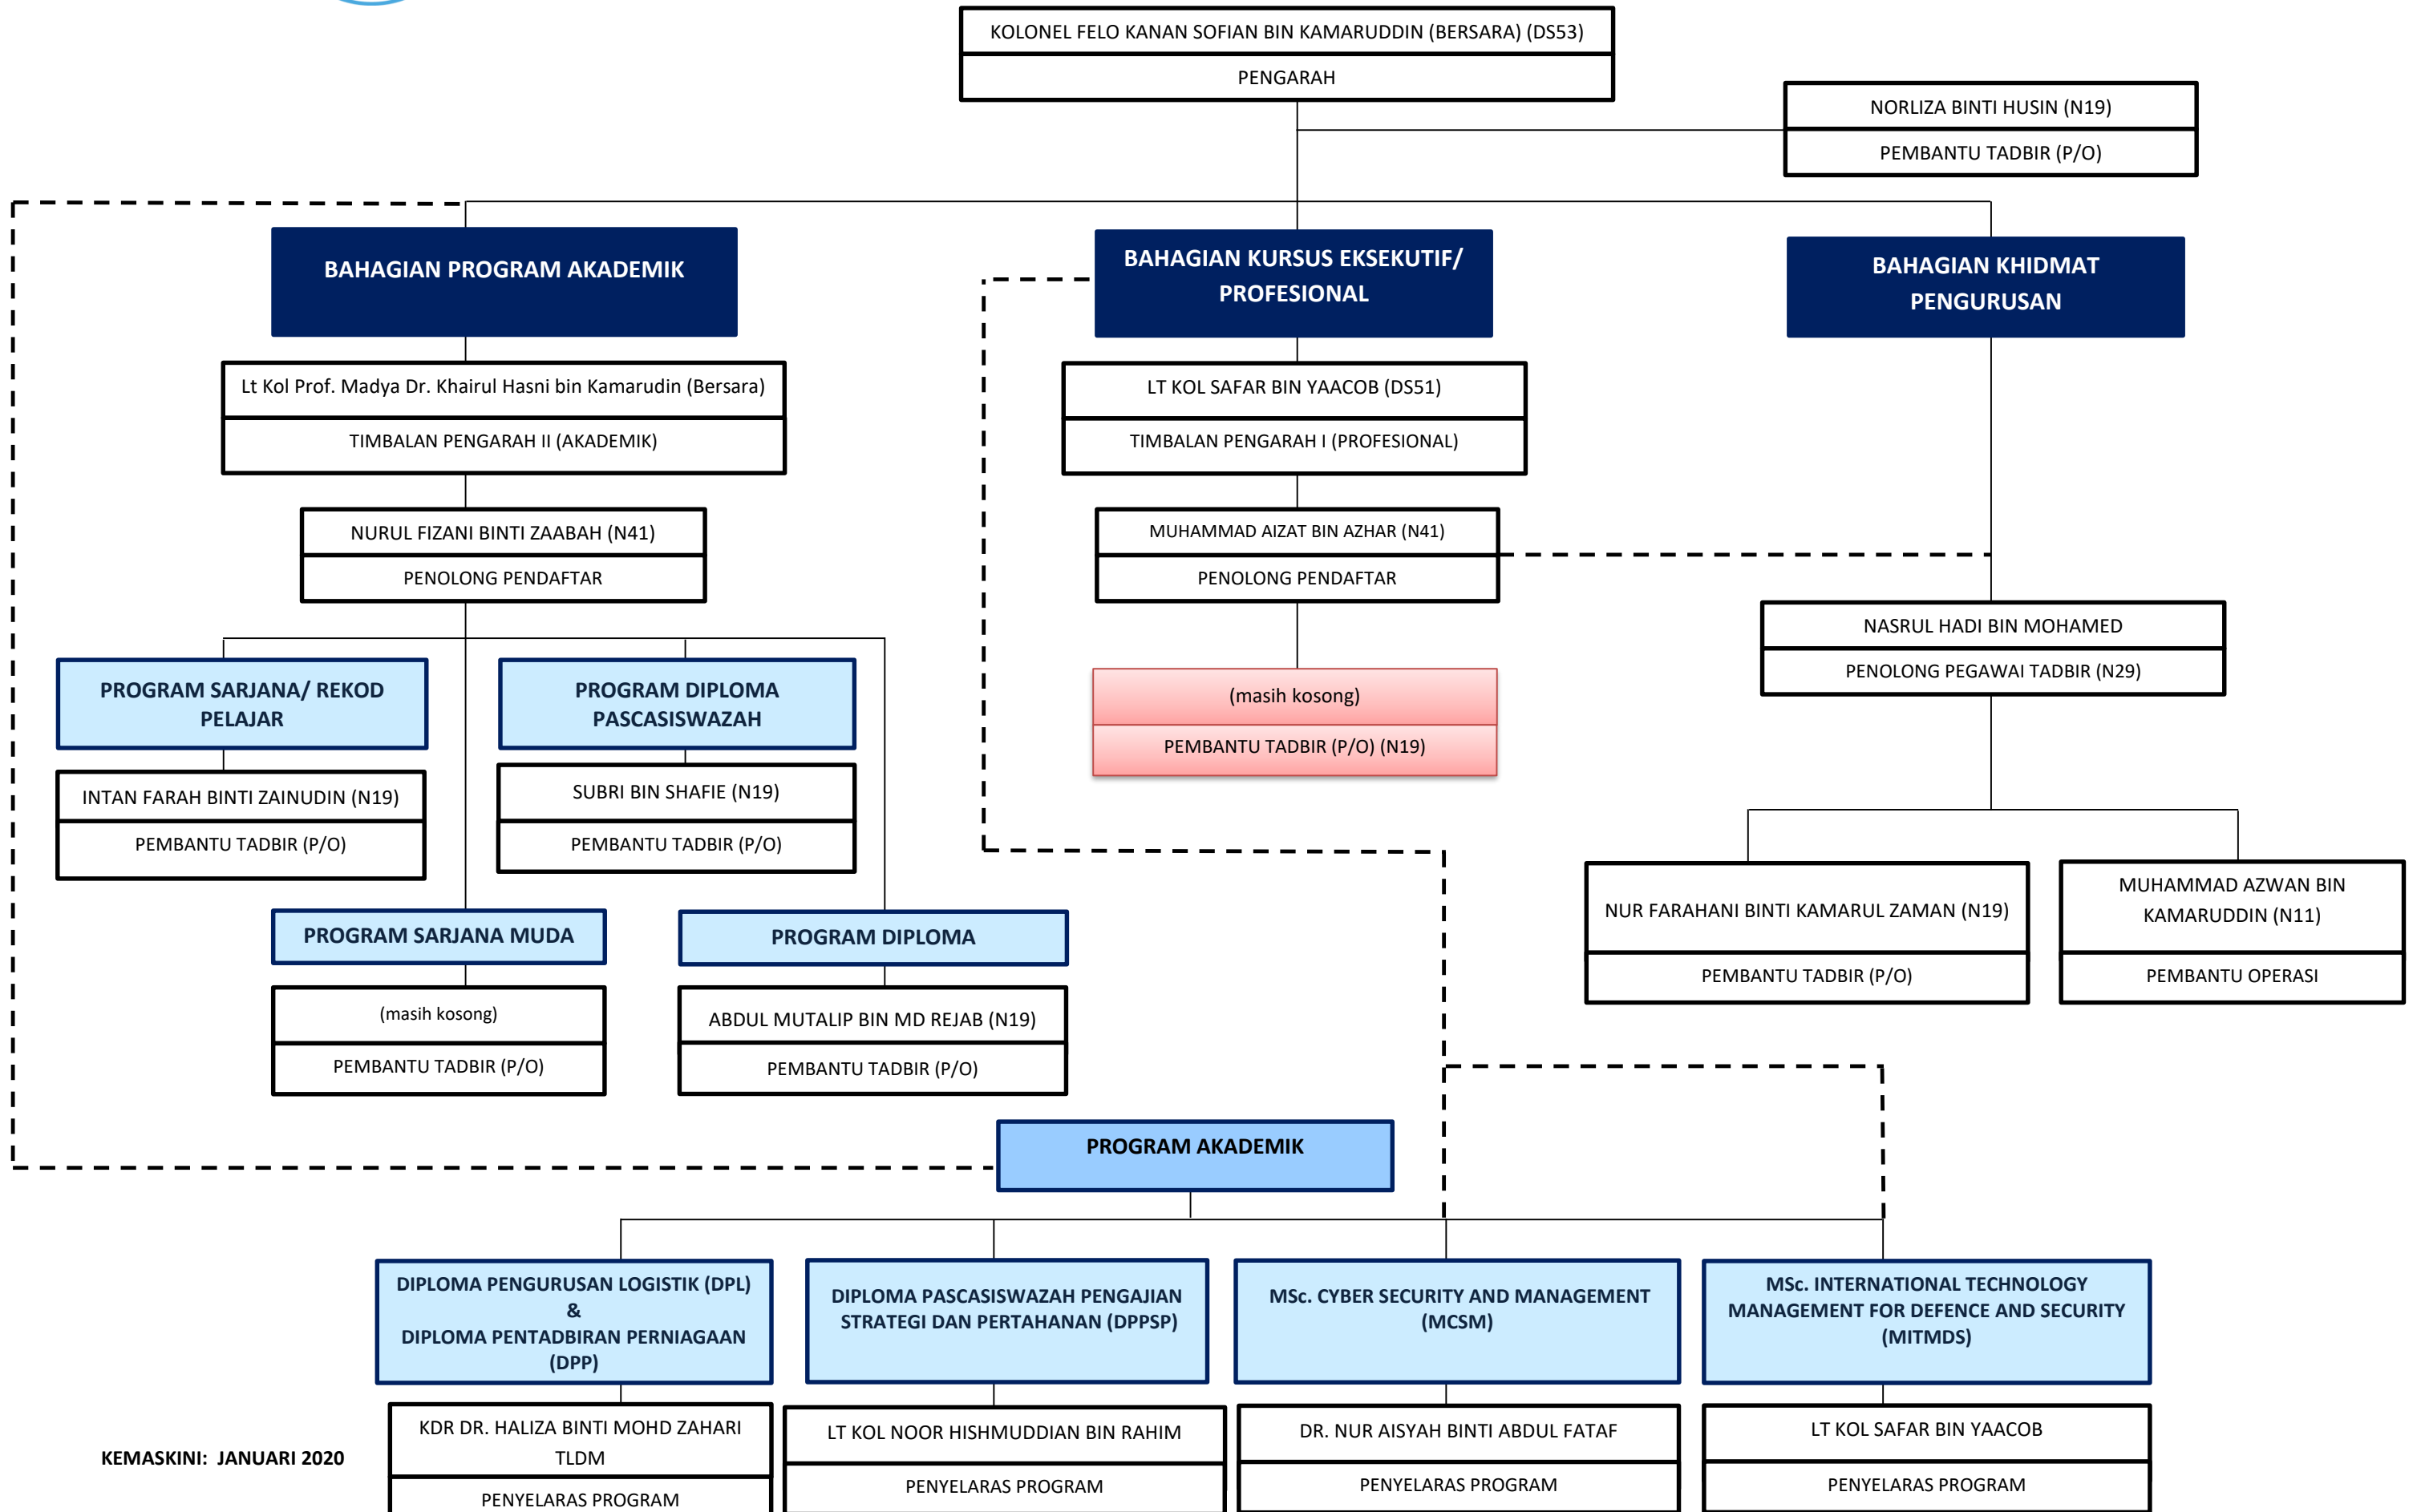 KOLONEL FELO KANAN SOFIAN BIN KAMARUDDIN (BERSARA) (DS53)
PENGARAH
NORLIZA BINTI HUSIN (N19)
PEMBANTU TADBIR (P/O)
BAHAGIAN PROGRAM AKADEMIK
BAHAGIAN KURSUS EKSEKUTIF/
PROFESIONAL
BAHAGIAN KHIDMAT
PENGURUSAN
Lt Kol Prof. Madya Dr. Khairul Hasni bin Kamarudin (Bersara)
TIMBALAN PENGARAH II (AKADEMIK)
LT KOL SAFAR BIN YAACOB (DS51)
TIMBALAN PENGARAH I (PROFESIONAL)
NURUL FIZANI BINTI ZAABAH (N41)
PENOLONG PENDAFTAR
MUHAMMAD AIZAT BIN AZHAR (N41)
PENOLONG PENDAFTAR
NASRUL HADI BIN MOHAMED
PENOLONG PEGAWAI TADBIR (N29)
PROGRAM SARJANA/ REKOD
PELAJAR
PROGRAM DIPLOMA
PASCASISWAZAH
(masih kosong)
PEMBANTU TADBIR (P/O) (N19)
INTAN FARAH BINTI ZAINUDIN (N19)
PEMBANTU TADBIR (P/O)
SUBRI BIN SHAFIE (N19)
PEMBANTU TADBIR (P/O)
NUR FARAHANI BINTI KAMARUL ZAMAN (N19)
PEMBANTU TADBIR (P/O)
MUHAMMAD AZWAN BIN
KAMARUDDIN (N11)
PEMBANTU OPERASI
PROGRAM SARJANA MUDA
PROGRAM DIPLOMA
(masih kosong)
PEMBANTU TADBIR (P/O)
ABDUL MUTALIP BIN MD REJAB (N19)
PEMBANTU TADBIR (P/O)
PROGRAM AKADEMIK
DIPLOMA PENGURUSAN LOGISTIK (DPL)
&
DIPLOMA PENTADBIRAN PERNIAGAAN
(DPP)
DIPLOMA PASCASISWAZAH PENGAJIAN
STRATEGI DAN PERTAHANAN (DPPSP)
MSc. CYBER SECURITY AND MANAGEMENT
(MCSM)
MSc. INTERNATIONAL TECHNOLOGY
MANAGEMENT FOR DEFENCE AND SECURITY
(MITMDS)
KDR DR. HALIZA BINTI MOHD ZAHARI
TLDM
PENYELARAS PROGRAM
LT KOL NOOR HISHMUDDIAN BIN RAHIM
PENYELARAS PROGRAM
DR. NUR AISYAH BINTI ABDUL FATAF
PENYELARAS PROGRAM
LT KOL SAFAR BIN YAACOB
PENYELARAS PROGRAM
KEMASKINI: JANUARI 2020